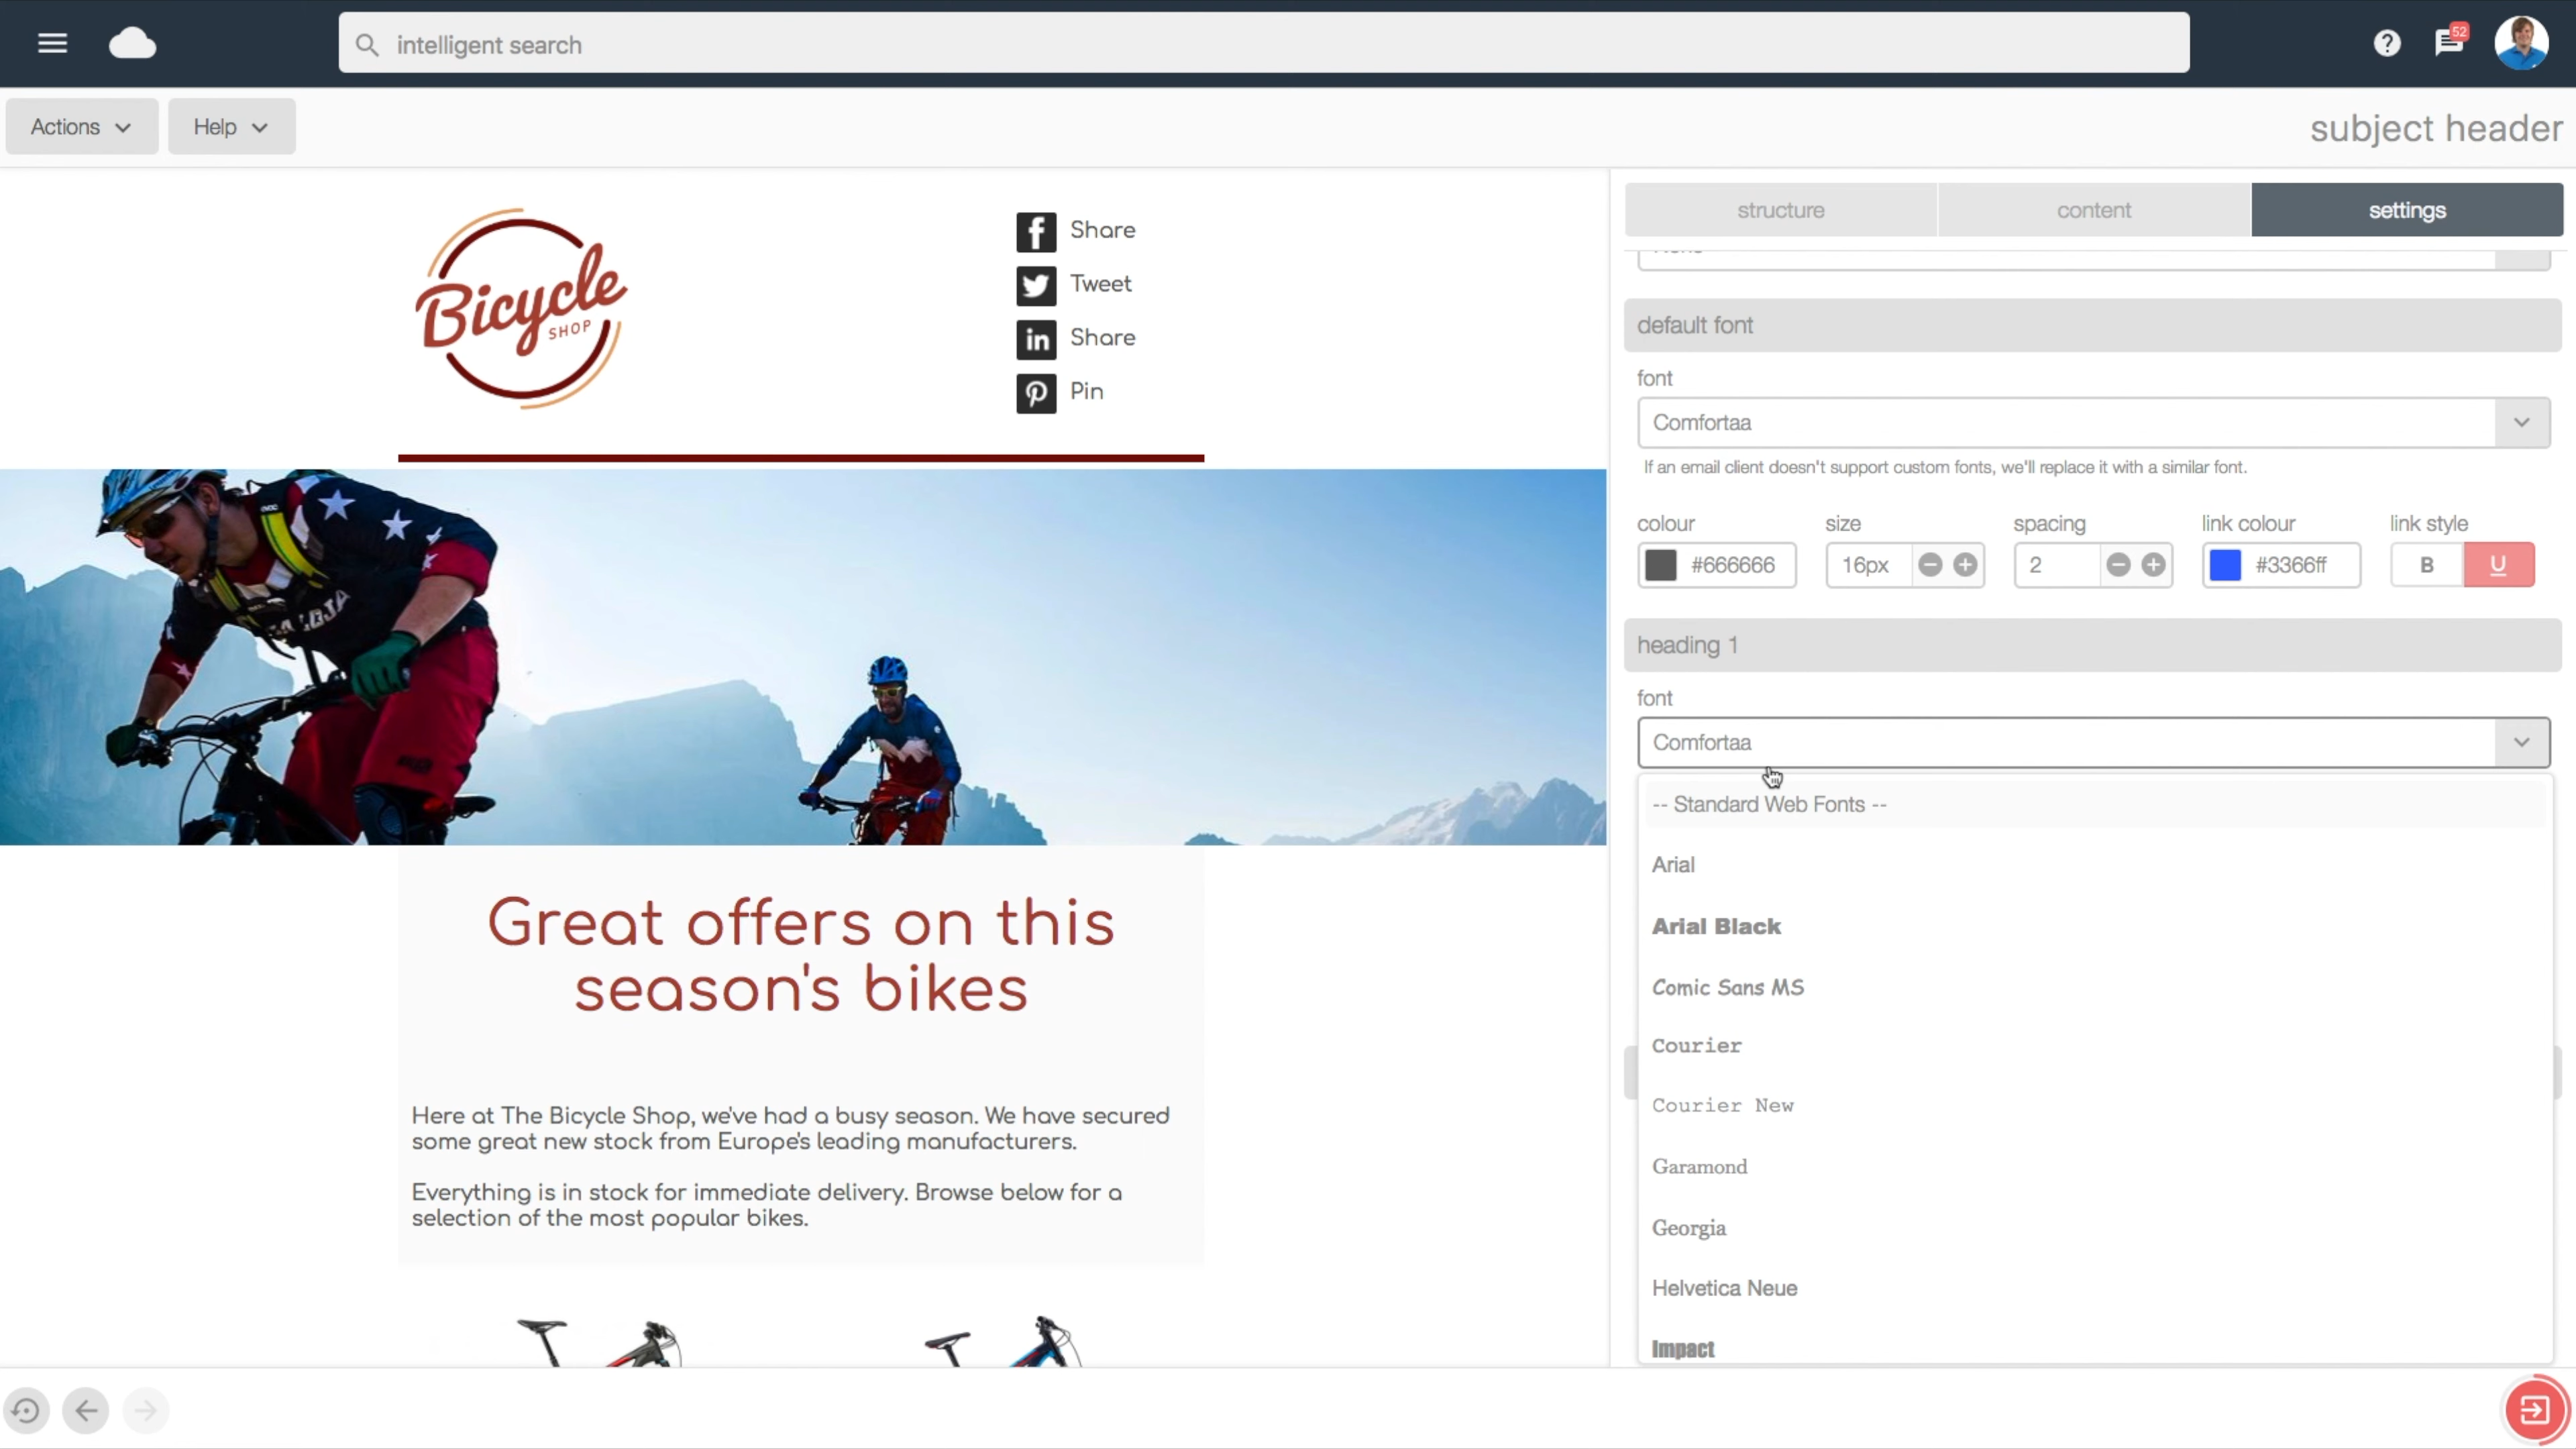 intelligent search
52
Actions
Help
subject header
Bicycle
SHOP
Share
Tweet
Share
Pin
Great offers on this
season's bikes
Here at The Bicycle Shop, we've had a busy season. We have secured
some great new stock from Europe's leading manufacturers.
Everything is in stock for immediate delivery. Browse below for a
selection of the most popular bikes.
structure
content
settings
default font
font
Comfortaa
If an email client doesn't support custom fonts, we'll replace it with a similar font.
colour
size
spacing
link colour
link style
#666666
16px
2
#3366ff
B
U
heading 1
font
Comfortaa
-- Standard Web Fonts --
Arial
Arial Black
Comic Sans MS
Courier
Courier New
Garamond
Georgia
Helvetica Neue
Impact